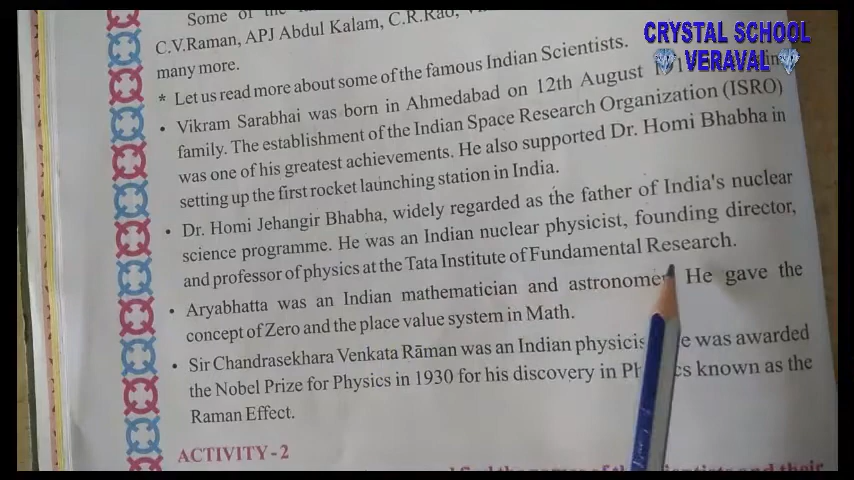 Some of the
C.V.Raman, APJ Abdul Kalam, C.R.Rao,
many more.
* Let us read more about some of the famous Indian Scientists.
• Vikram Sarabhai was born in Ahmedabad on 12th August
family. The establishment of the Indian Space Research Organization (ISRO)
was one of his greatest achievements. He also supported Dr. Homi Bhabha in
setting up the first rocket launching station in India.
• Dr. Homi Jehangir Bhabha, widely regarded as the father of India's nuclear
science programme. He was an Indian nuclear physicist, founding director,
and professor of physics at the Tata Institute of Fundamental Research.
• Aryabhatta was an Indian mathematician and astronomer He gave the
concept of Zero and the place value system in Math.
• Sir Chandrasekhara Venkata Rāman was an Indian was awarded
the Nobel Prize for Physics in 1930 for his discovery in known as the
Raman Effect.
ACTIVITY-2
and their
CRYSTAL SCHOOL
VERAVAL